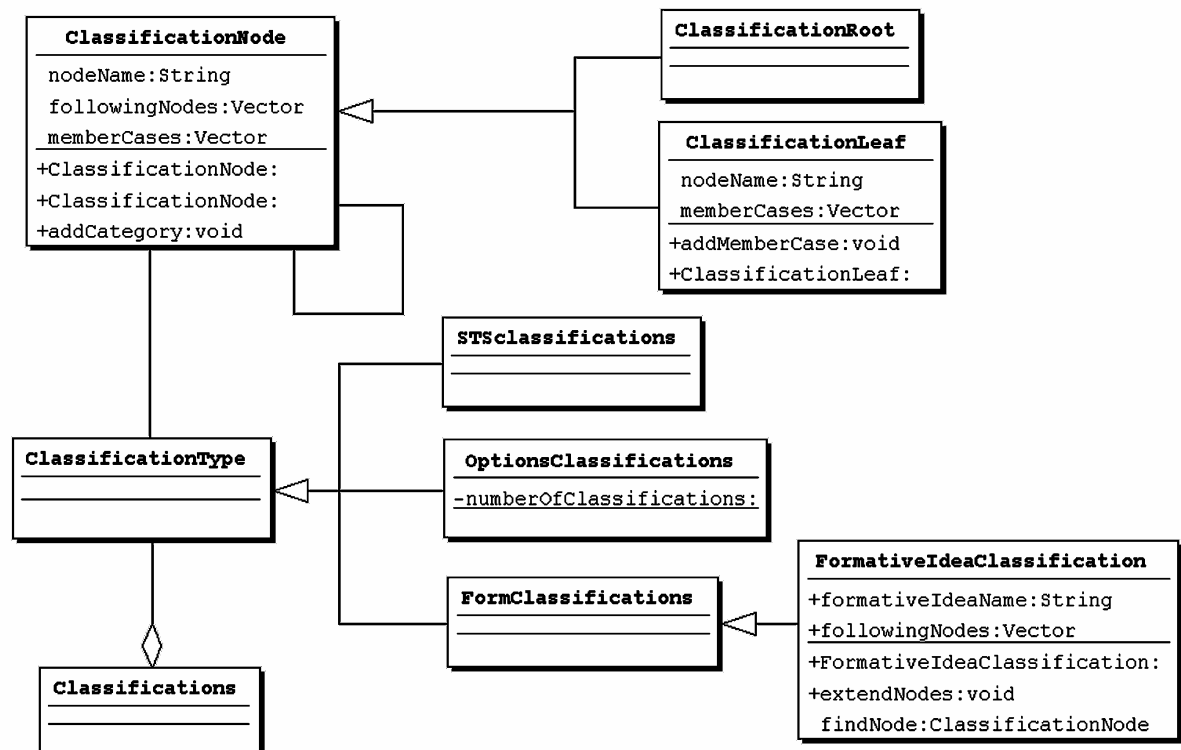 ClassificationNode
nodeName:String
followingNodes:Vector
memberCases:Vector
+ClassificationNode:
+ClassificationNode:
+addCategory:void
ClassificationRoot
ClassificationLeaf
nodeName:String
memberCases:Vector
+addMemberCase:void
+ClassificationLeaf:
STSclassifications
ClassificationType
OptionsClassifications
-numberOfClassifications:
FormClassifications
FormativeIdeaClassification
+formativeIdeaName:String
+followingNodes:Vector
+FormativeIdeaClassification:
+extendNodes:void
findNode:ClassificationNode
Classifications